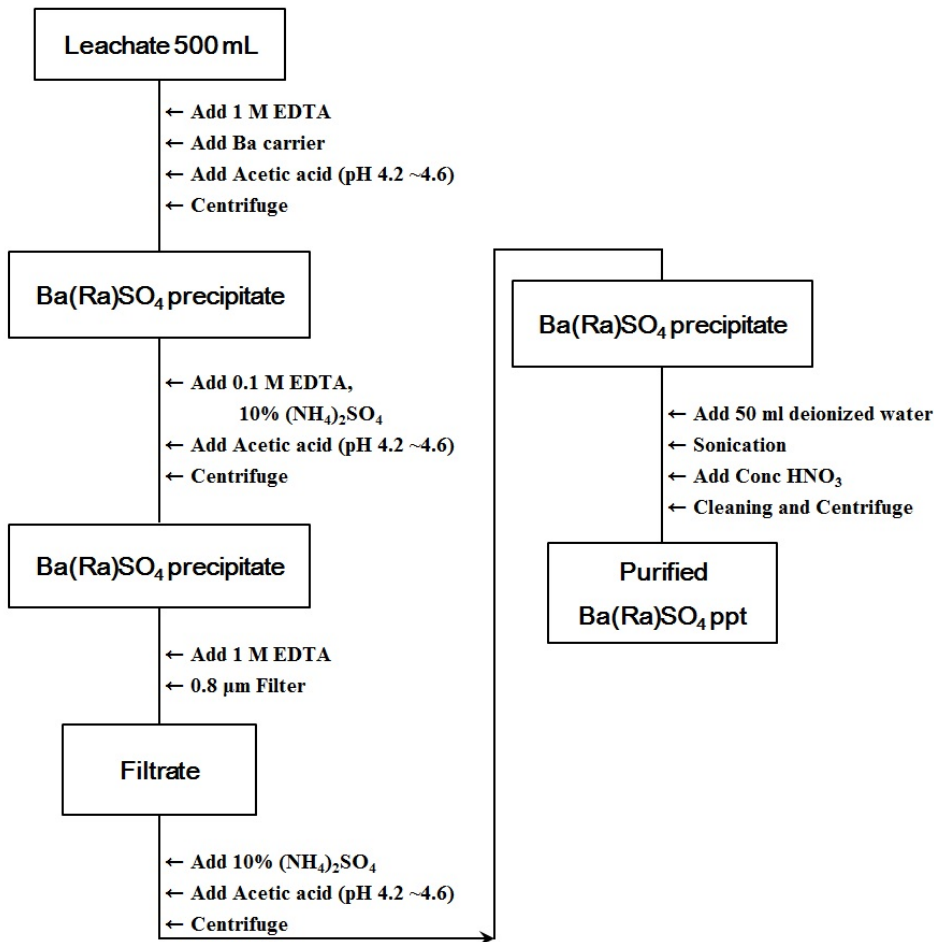 Leachate 500 mL
← Add 1 M EDTA
← Add Ba carrier
← Add Acetic acid (pH 4.2 ~4.6)
← Centrifuge
Ba(Ra)SO₄ precipitate
← Add 0.1 M EDTA,
10% (NH₄)₂SO₄
← Add Acetic acid (pH 4.2 ~4.6)
← Centrifuge
Ba(Ra)SO₄ precipitate
← Add 1 M EDTA
← 0.8 µm Filter
Filtrate
← Add 10% (NH₄)₂SO₄
← Add Acetic acid (pH 4.2 ~4.6)
← Centrifuge
Ba(Ra)SO₄ precipitate
← Add 50 ml deionized water
← Sonication
← Add Conc HNO₃
← Cleaning and Centrifuge
Purified
Ba(Ra)SO₄ ppt